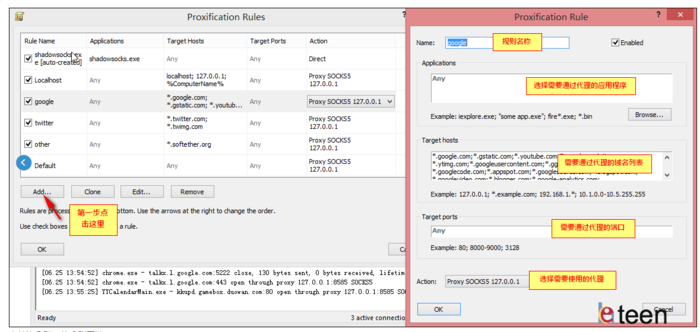 Proxification Rules
Rule Name Applications Target Hosts Target Ports Action
shadowsocks.ex e [auto-created] shadowsocks.exe Any Any Direct
Localhost Any localhost; 127.0.0.1; %ComputerName% Any Proxy SOCKS5 127.0.0.1
google Any *.google.com; *.gstatic.com; *.youtub... Any Proxy SOCKS5 127.0.0.1
twitter Any *.twitter.com; *.twimg.com Any Proxy SOCKS5 127.0.0.1
other Any *.softether.org Any Proxy SOCKS5 127.0.0.1
Default Any Any Any Proxy SOCKS5 127.0.0.1
Add... Clone Edit... Remove
Rules are process ottom. Use the arrows at the right to change the order.
Use check boxes a rule.
第一步点
击这里
OK
[06.25 13:54:52] chrome.exe - talkx.l.google.com:5222 close, 130 bytes sent, 0 bytes received, lifetim
[06.25 13:54:52] chrome.exe - talkx.l.google.com:443 open through proxy 127.0.0.1:8585 SOCKS5
[06.25 13:55:25] YYCalendarMain.exe - kkupd.gamebox.duowan.com:80 open through proxy 127.0.0.1:8585 SO
Ready 3 active connectio
Proxification Rule
Name: google
规则名称
Enabled
Applications
Any
选择需要通过代理的应用程序
Example: iexplore.exe; "some app.exe"; fire*.exe; *.bin
Browse...
Target hosts
*.google.com;*.gstatic.com;*.youtube.com
*.ytimg.com;*.googleusercontent.com;*.gg
*.googlecode.com;*.appspot.com
需要通过代理的域名列表
Example: 127.0.0.1; *.example.com; 192.168.1.*; 10.1.0.0-10.5.255.255
Target ports
Any
需要通过代理的端口
Example: 80; 8000-9000; 3128
Action: Proxy SOCKS5 127.0.0.1
选择需要使用的代理
OK
Cancel
eteen